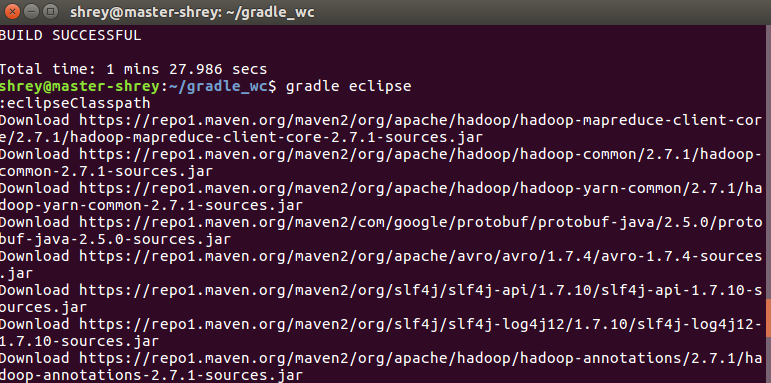 shrey@master-shrey: ~/gradle_wc
BUILD SUCCESSFUL
Total time: 1 mins 27.986 secs
shrey@master-shrey:~/gradle_wc$ gradle eclipse
:eclipseClasspath
Download https://repo1.maven.org/maven2/org/apache/hadoop/hadoop-mapreduce-client-cor
e/2.7.1/hadoop-mapreduce-client-core-2.7.1-sources.jar
Download https://repo1.maven.org/maven2/org/apache/hadoop/hadoop-common/2.7.1/hadoop-
common-2.7.1-sources.jar
Download https://repo1.maven.org/maven2/org/apache/hadoop/hadoop-yarn-common/2.7.1/ha
doop-yarn-common-2.7.1-sources.jar
Download https://repo1.maven.org/maven2/com/google/protobuf/protobuf-java/2.5.0/proto
buf-java-2.5.0-sources.jar
Download https://repo1.maven.org/maven2/org/apache/avro/avro/1.7.4/avro-1.7.4-sources
.jar
Download https://repo1.maven.org/maven2/org/slf4j/slf4j-api/1.7.10/slf4j-api-1.7.10-s
ources.jar
Download https://repo1.maven.org/maven2/org/slf4j/slf4j-log4j12/1.7.10/slf4j-log4j12-
1.7.10-sources.jar
Download https://repo1.maven.org/maven2/org/apache/hadoop/hadoop-annotations/2.7.1/ha
doop-annotations-2.7.1-sources.jar